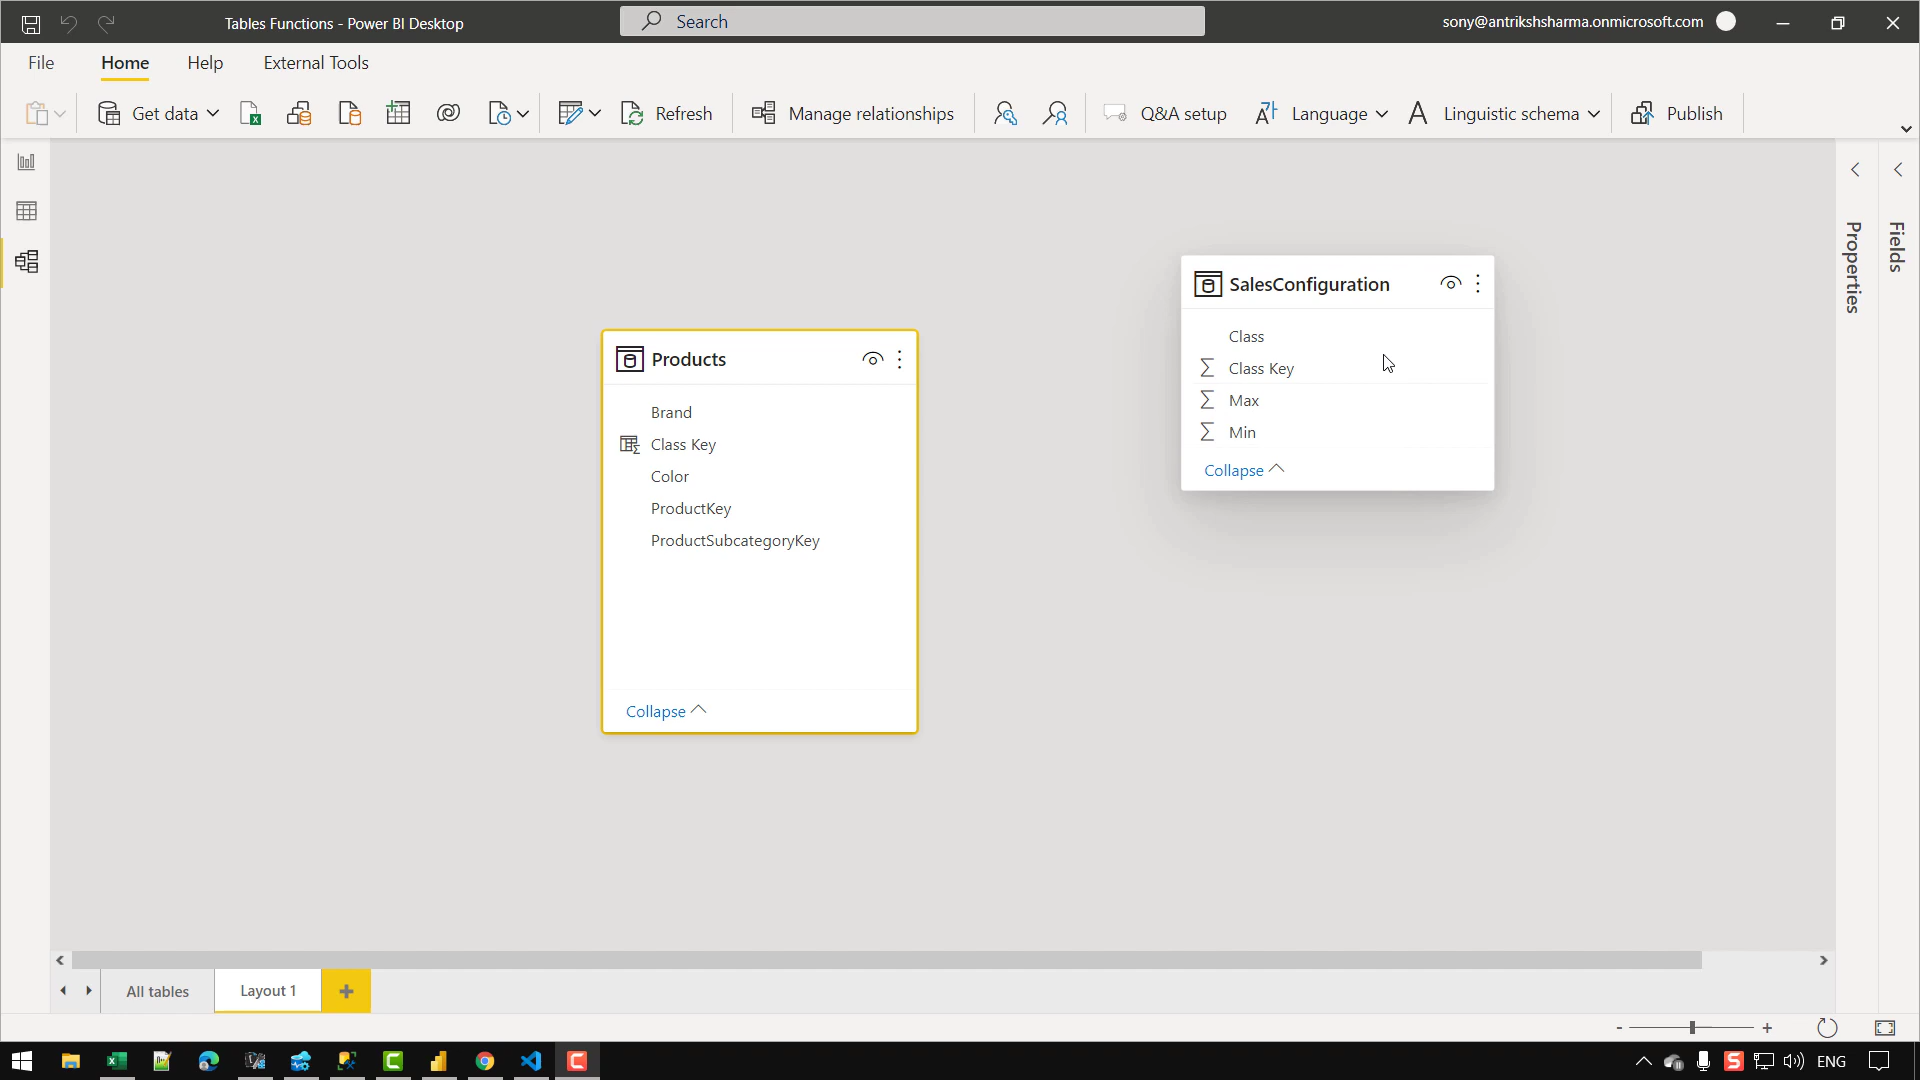 Tables Functions - Power BI Desktop
Search
sony@antrikshsharma.onmicrosoft.com
File
Home
Help
External Tools
Get data
Refresh
Manage relationships
Q&A setup
Language
Linguistic schema
Publish
Properties
Fields
SalesConfiguration
Class
Class Key
Max
Min
Collapse
Products
Brand
Class Key
Color
ProductKey
ProductSubcategoryKey
Collapse
All tables
Layout 1
ENG